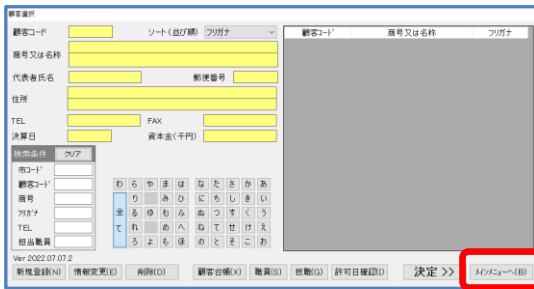 顧客選択
顧客コード ソート(並び順) フリガナ
商号又は名称
代表者氏名 郵便番号
住所
TEL FAX
決算日 資本金(千円)
検索条件 クリア
市コード
顧客コード
商号
フリガナ
TEL
担当職員
わ ら や ま は な た さ か あ
り み ひ に ち し き い
全て る ゆ む ふ ぬ つ す く う
れ め へ ね て せ け え
ろ よ も ほ の と そ こ お
顧客コード 商号又は名称 フリガナ
Ver 2022.07.07.2
新規登録(N) 情報変更(E) 削除(D) 顧客台帳(X) 職員(S) 技職(G) 許可日確認(I) 決定 >> メインメニューへ(B)